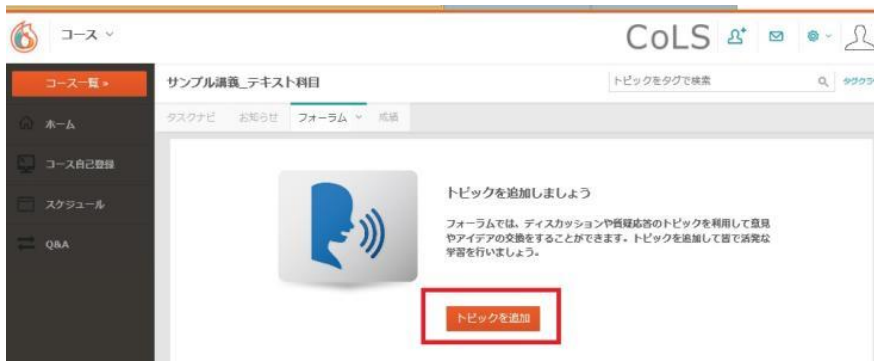 コース
CoLS
コース一覧 »
サンプル講義_テキスト科目
トピックをタグで検索
ホーム
タスクナビ
お知らせ
フォーラム
成績
コース自己登録
トピックを追加しましょう
スケジュール
フォーラムでは、ディスカッションや質疑応答のトピックを利用して意見
やアイデアの交換をすることができます。トピックを追加して皆で活発な
学習を行いましょう。
Q&A
トピックを追加